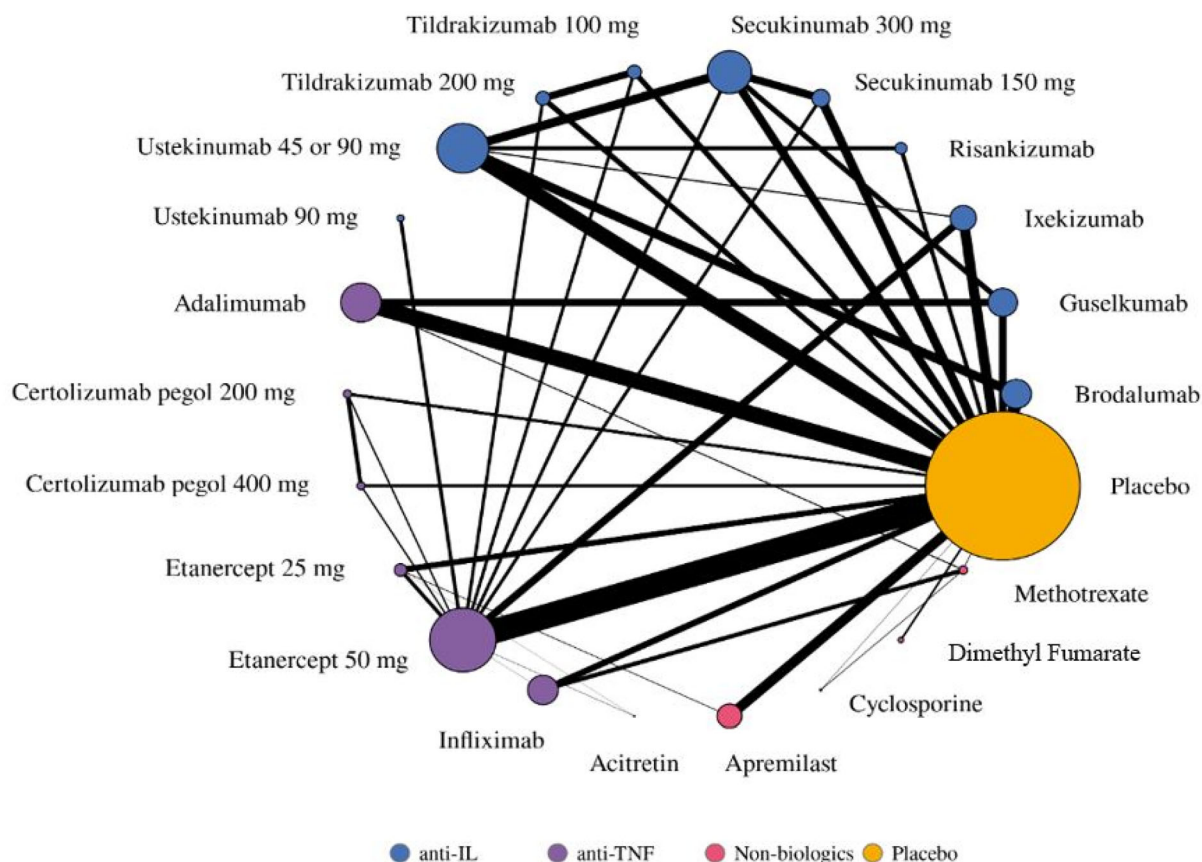 Tildrakizumab 100 mg
Secukinumab 300 mg
Tildrakizumab 200 mg
Secukinumab 150 mg
Ustekinumab 45 or 90 mg
Risankizumab
Ustekinumab 90 mg
Ixekizumab
Adalimumab
Guselkumab
Certolizumab pegol 200 mg
Brodalumab
Certolizumab pegol 400 mg
Placebo
Etanercept 25 mg
Methotrexate
Etanercept 50 mg
Dimethyl Fumarate
Cyclosporine
Infliximab
Acitretin
Apremilast
anti-IL
anti-TNF
Non-biologics
Placebo